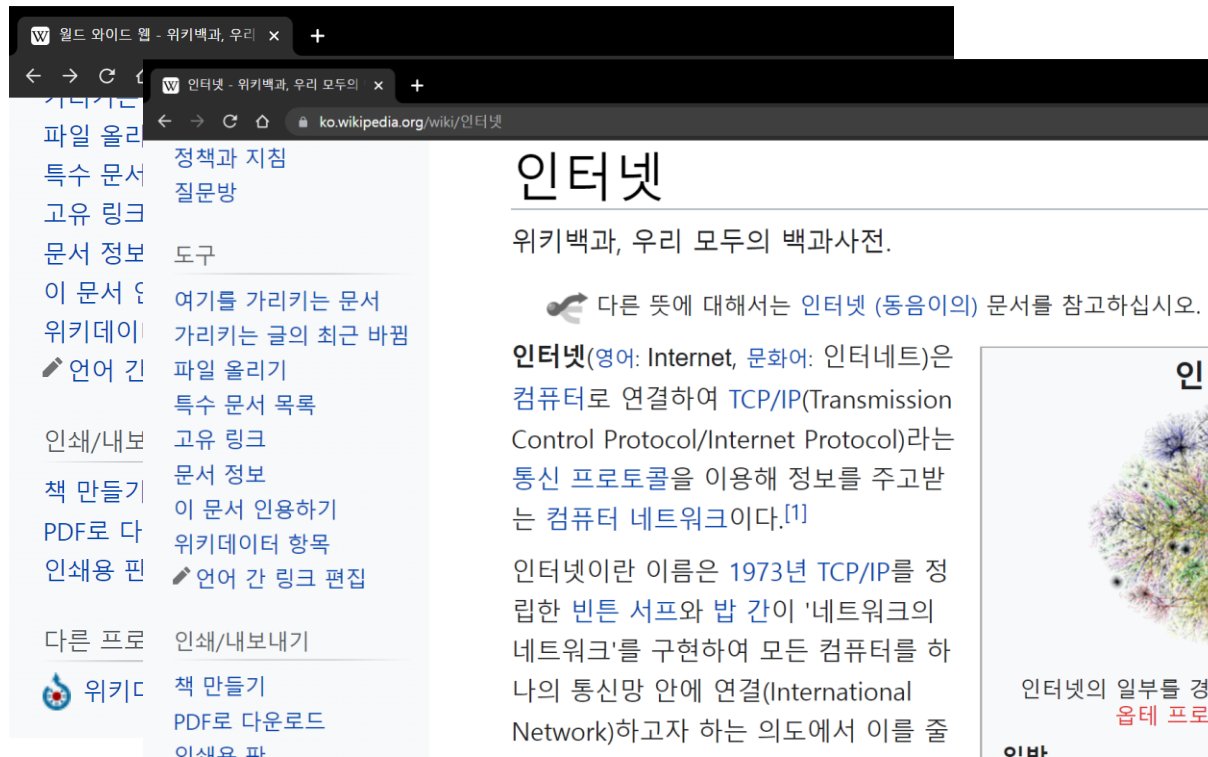 월드 와이드 웹 - 위키백과, 우리
파일 올리
특수 문서
고유 링크
문서 정보
이 문서 인
위키데이터
언어 간
인쇄/내보
책 만들기
PDF로 다
인쇄용 판
다른 프로
위키
인터넷 - 위키백과, 우리 모두의
ko.wikipedia.org/wiki/인터넷
정책과 지침
질문방
도구
여기를 가리키는 문서
가리키는 글의 최근 바뀜
파일 올리기
특수 문서 목록
고유 링크
문서 정보
이 문서 인용하기
위키데이터 항목
언어 간 링크 편집
인쇄/내보내기
책 만들기
PDF로 다운로드
인쇄용 판
인터넷
위키백과, 우리 모두의 백과사전.
다른 뜻에 대해서는 인터넷 (동음이의) 문서를 참고하십시오.
인터넷(영어: Internet, 문화어: 인터네트)은
컴퓨터로 연결하여 TCP/IP(Transmission
Control Protocol/Internet Protocol)라는
통신 프로토콜을 이용해 정보를 주고받
는 컴퓨터 네트워크이다.[1]
인터넷이란 이름은 1973년 TCP/IP를 정
립한 빈튼 서프와 밥 간이 '네트워크의
네트워크'를 구현하여 모든 컴퓨터를 하
나의 통신망 안에 연결(International
Network)하고자 하는 의도에서 이를 줄
인
인터넷의 일부를 경
옵테 프로
일반